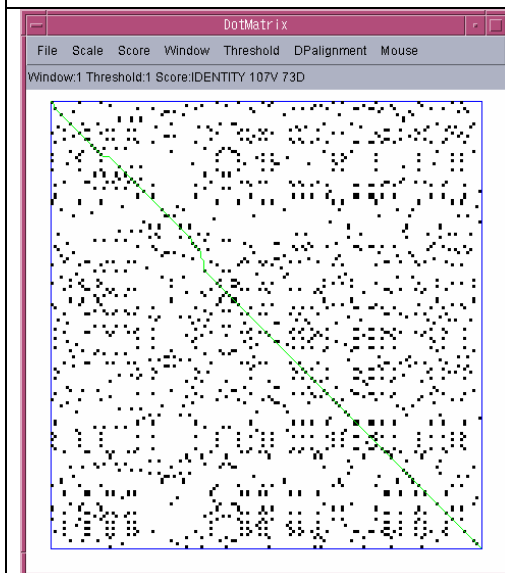 DotMatrix
File Scale Score Window Threshold DPalignment Mouse
Window:1 Threshold:1 Score:IDENTITY 107V 73D